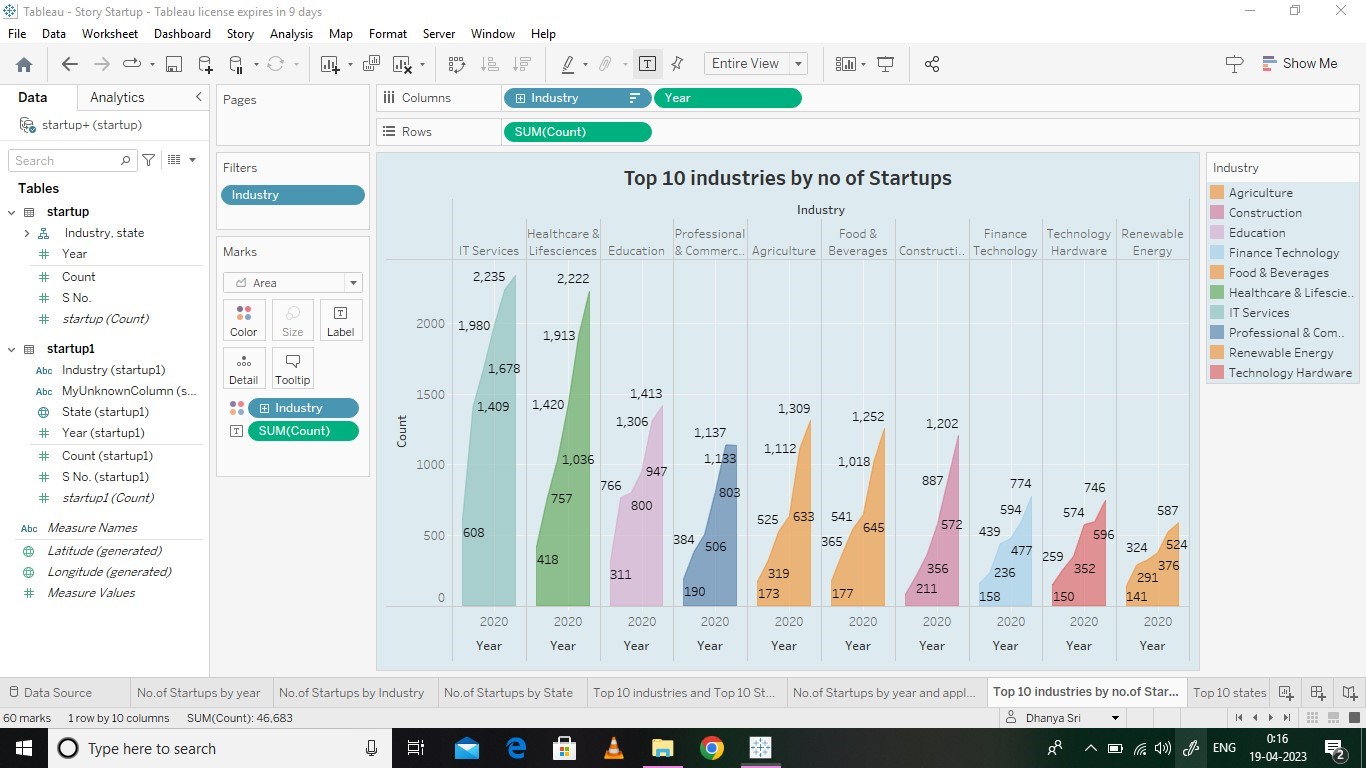 Tableau - Story Startup - Tableau license expires in 9 days
File Data Worksheet Dashboard Story Analysis Map Format Server Window Help
Entire View
Show Me
Data Analytics
startup+ (startup)
Search
Tables
startup
Industry, state
Year
Count
S No.
startup (Count)
startup1
Abc Industry (startup1)
Abc MyUnknownColumn (s...
State (startup1)
Year (startup1)
Count (startup1)
S No. (startup1)
startup1 (Count)
Abc Measure Names
Latitude (generated)
Longitude (generated)
Measure Values
Pages
Filters
Industry
Marks
Area
Color Size Label
Detail Tooltip
Industry
SUM(Count)
Columns Industry Year
Rows SUM(Count)
Top 10 industries by no of Startups
Industry
IT Services
Healthcare &
Lifesciences
Education
Professional
& Commerc..
Agriculture
Food &
Beverages
Constructi..
Finance
Technology
Technology
Hardware
Renewable
Energy
Count
2000
1500
1000
500
0
2,235
1,980
1,678
1,409
608
2,222
1,913
1,420
1,036
757
418
1,413
1,306
947
766
800
311
1,137
1,133
803
384
506
190
1,309
1,112
525
633
319
173
1,252
1,018
541
645
365
177
1,202
887
572
356
211
774
594
439
477
236
158
746
574
596
259
352
150
587
524
324
376
291
141
2020 2020 2020 2020 2020 2020 2020 2020 2020 2020
Year Year Year Year Year Year Year Year Year Year
Industry
Agriculture
Construction
Education
Finance Technology
Food & Beverages
Healthcare & Lifescie..
IT Services
Professional & Com..
Renewable Energy
Technology Hardware
Data Source No.of Startups by year No.of Startups by Industry No.of Startups by State Top 10 industries and Top 10 St... No.of Startups by year and appl... Top 10 industries by no.of Star... Top 10 states
60 marks 1 row by 10 columns SUM(Count): 46,683 Dhanya Sri
Type here to search
ENG
0:16
19-04-2023
2